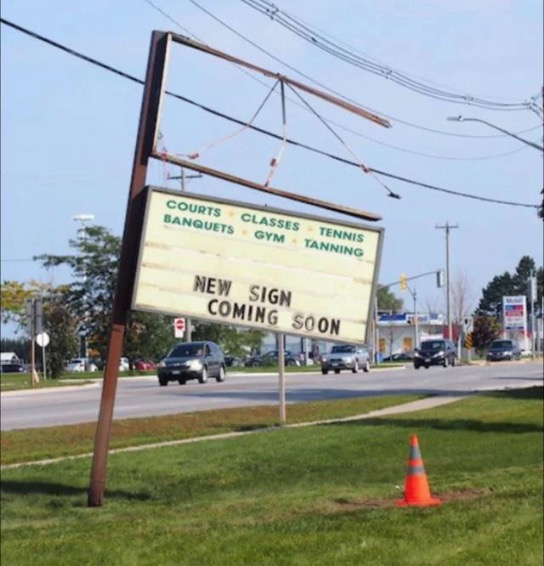 COURTS CLASSES TENNIS
BANQUETS GYM TANNING
NEW SIGN
COMING SOON